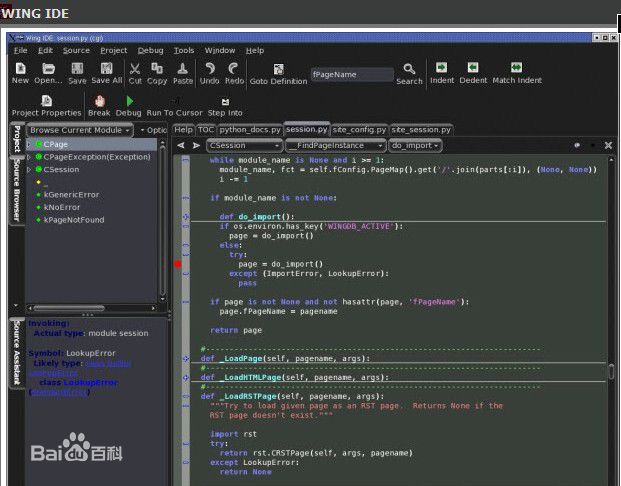 WING IDE
Wing IDE: session.py (cgi)
File Edit Source Project Debug Tools Window Help
New Open... Save Save All Cut Copy Paste Undo Redo Goto Definition fPageName Search Indent Dedent Match Indent
Project Properties Break Debug Run To Cursor Step Into
Project
Source Browser
Browse Current Module Optio
CPage
CPageException(Exception)
CSession
_
kGenericError
kNoError
kPageNotFound
Source Assistant
Invoking:
Actual type: module session
Symbol: LookupError
Likely type:
class LookupError
Help TOC python_docs.py session.py site_config.py site_session.py
CSession __FindPageInstance do_import
while module_name is None and i >= 1:
module_name, fct = self.fConfig.PageMap().get('/'.join(parts[:i]), (None, None))
i -= 1
if module_name is not None:
def do_import():
if os.environ.has_key('WINGDB_ACTIVE'):
page = do_import()
else:
try:
page = do_import()
except (ImportError, LookupError):
pass
if page is not None and not hasattr(page, 'fPageName'):
page.fPageName = pagename
return page
#----------------------------------------------------------------------
def _LoadPage(self, pagename, args):
#----------------------------------------------------------------------
def _LoadHTMLPage(self, pagename, args):
#----------------------------------------------------------------------
def _LoadRSTPage(self, pagename, args):
"""Try to load given page as an RST page. Returns None if the
RST page doesn't exist."""
import rst
try:
return rst.CRSTPage(self, args, pagename)
except LookupError:
return None
Bai du 百科